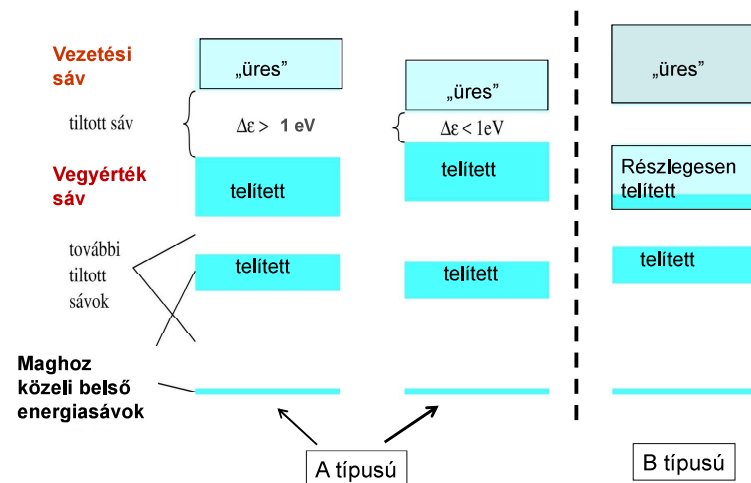 Vezetési
sáv
„üres”
„üres”
„üres”
tiltott sáv
Δε > 1 eV
Δε < 1eV
Vegyérték
sáv
telített
telített
Részlegesen
telített
további
tiltott
sávok
telített
telített
telített
Maghoz
közeli belső
energiasávok
A típusú
B típusú